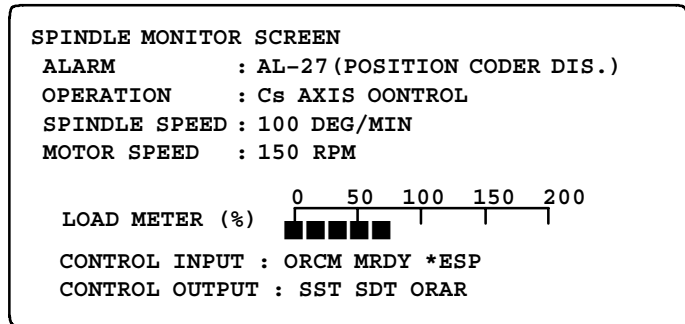 SPINDLE MONITOR SCREEN
ALARM : AL-27(POSITION CODER DIS.)
OPERATION : Cs AXIS OONTROL
SPINDLE SPEED : 100 DEG/MIN
MOTOR SPEED : 150 RPM
0 50 100 150 200
LOAD METER (%)
CONTROL INPUT : ORCM MRDY *ESP
CONTROL OUTPUT : SST SDT ORAR